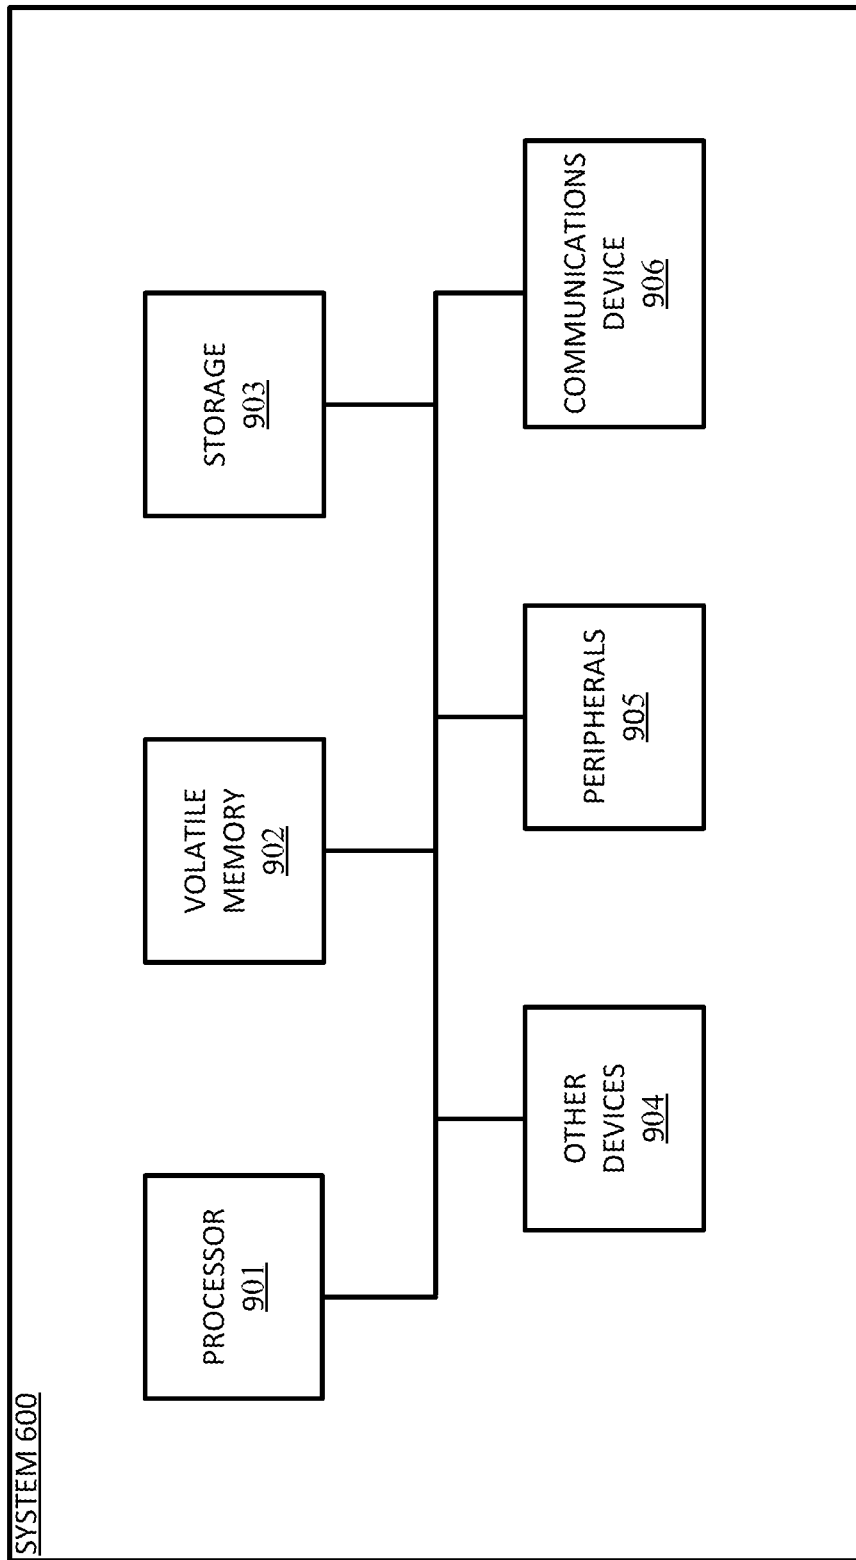 SYSTEM 600
PROCESSOR
901
VOLATILE
MEMORY
902
STORAGE
903
OTHER
DEVICES
904
PERIPHERALS
905
COMMUNICATIONS
DEVICE
906